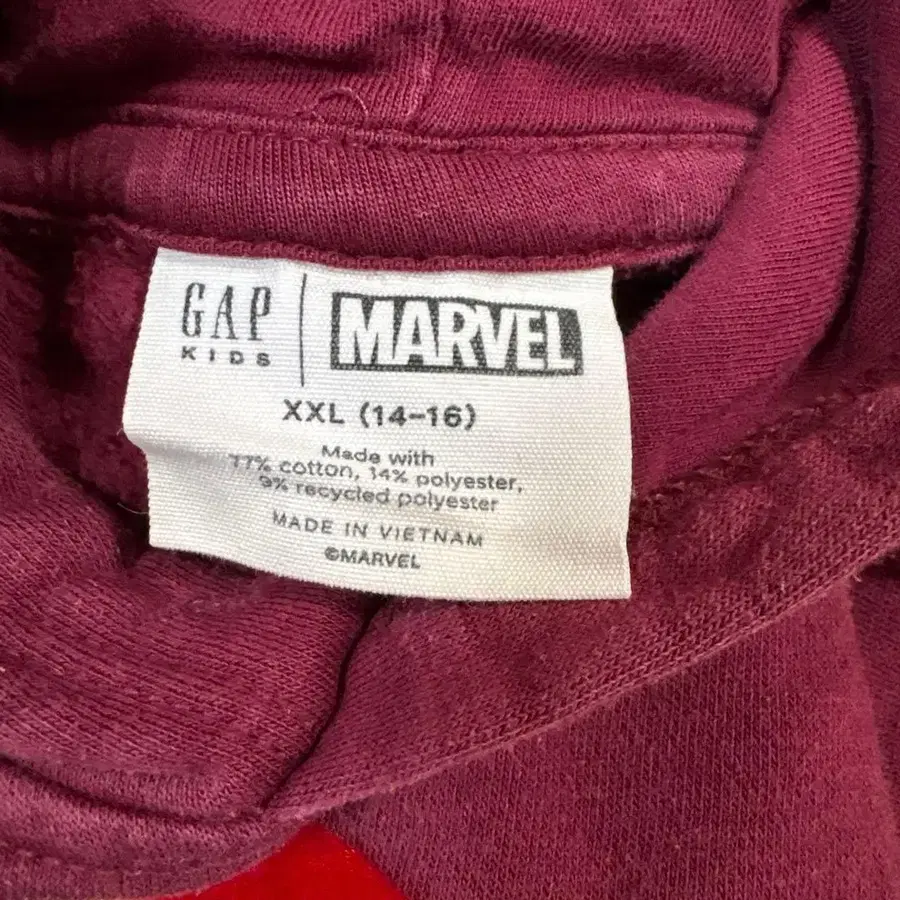 GAP
KIDS
MARVEL
XXL (14-16)
Made with
77% cotton, 14% polyester,
9% recycled polyester
MADE IN VIETNAM
©MARVEL